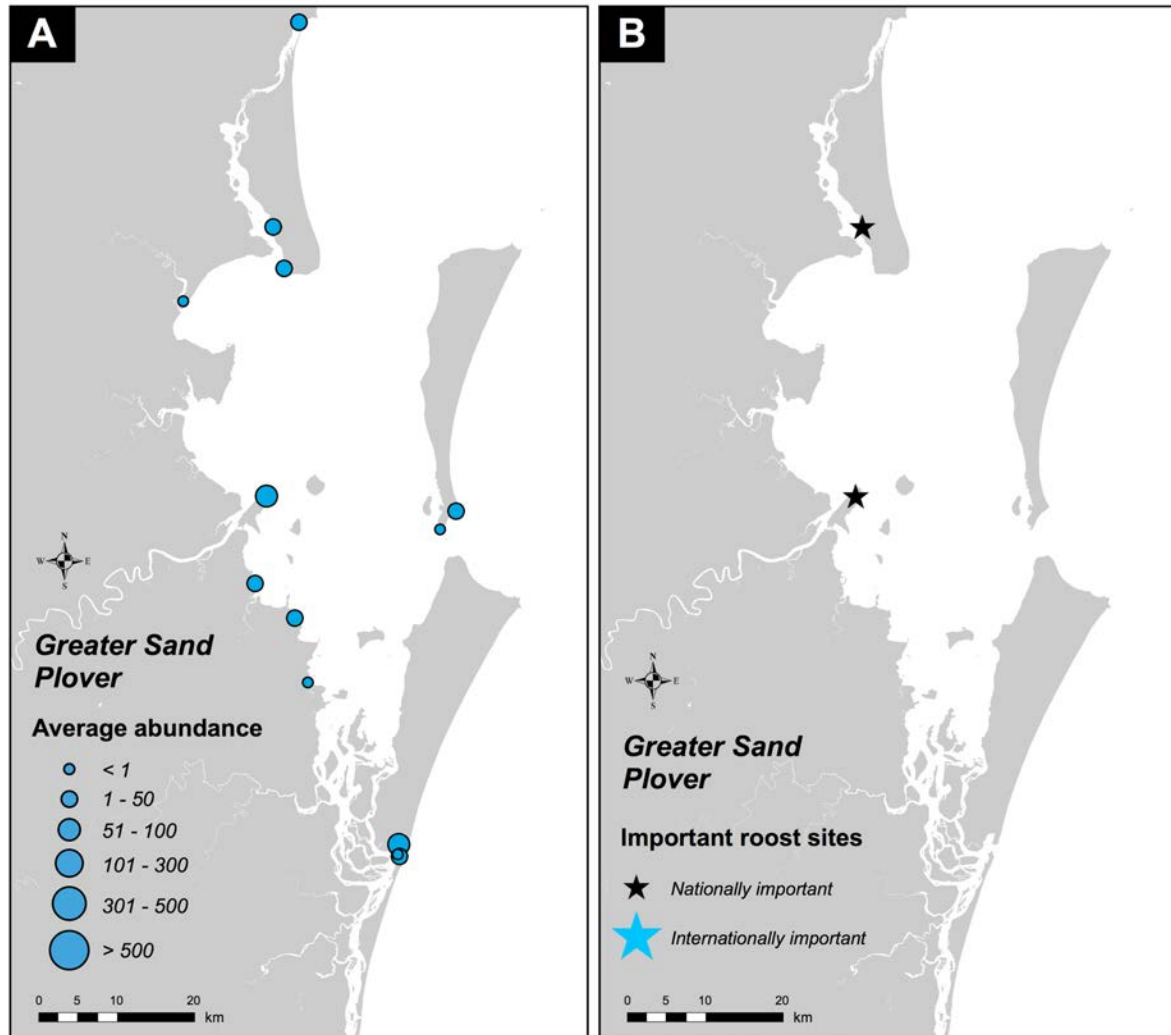 A
N
W E
S
Greater Sand
Plover
Average abundance
< 1
1 - 50
51 - 100
101 - 300
301 - 500
> 500
0 5 10 20
km
B
N
W E
S
Greater Sand
Plover
Important roost sites
Nationally important
Internationally important
0 5 10 20
km